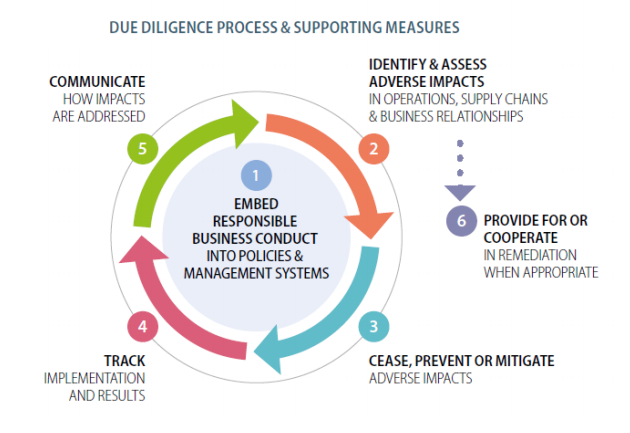 DUE DILIGENCE PROCESS & SUPPORTING MEASURES
COMMUNICATE
HOW IMPACTS
ARE ADDRESSED
5
IDENTIFY & ASSESS
ADVERSE IMPACTS
IN OPERATIONS, SUPPLY CHAINS
& BUSINESS RELATIONSHIPS
2
1
EMBED
RESPONSIBLE
BUSINESS CONDUCT
INTO POLICIES &
MANAGEMENT SYSTEMS
6
PROVIDE FOR OR
COOPERATE
IN REMEDIATION
WHEN APPROPRIATE
4
TRACK
IMPLEMENTATION
AND RESULTS
3
CEASE, PREVENT OR MITIGATE
ADVERSE IMPACTS